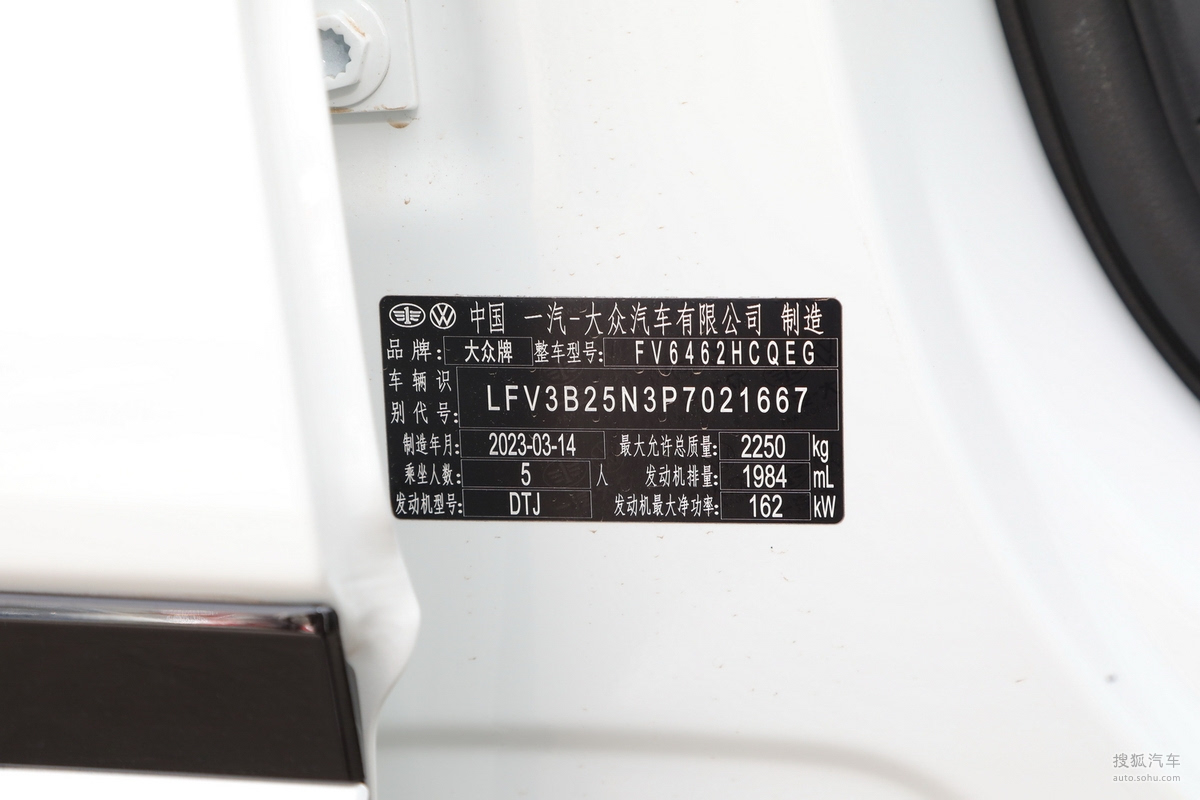 中国 一汽-大众汽车有限公司 制造
品牌: 大众牌 整车型号: FV6462HCQEG
车辆识别代号: LFV3B25N3P7021667
制造年月: 2023-03-14 最大允许总质量: 2250 kg
乘坐人数: 5 人 发动机排量: 1984 mL
发动机型号: DTJ 发动机最大净功率: 162 kW
搜狐汽车
auto.sohu.com